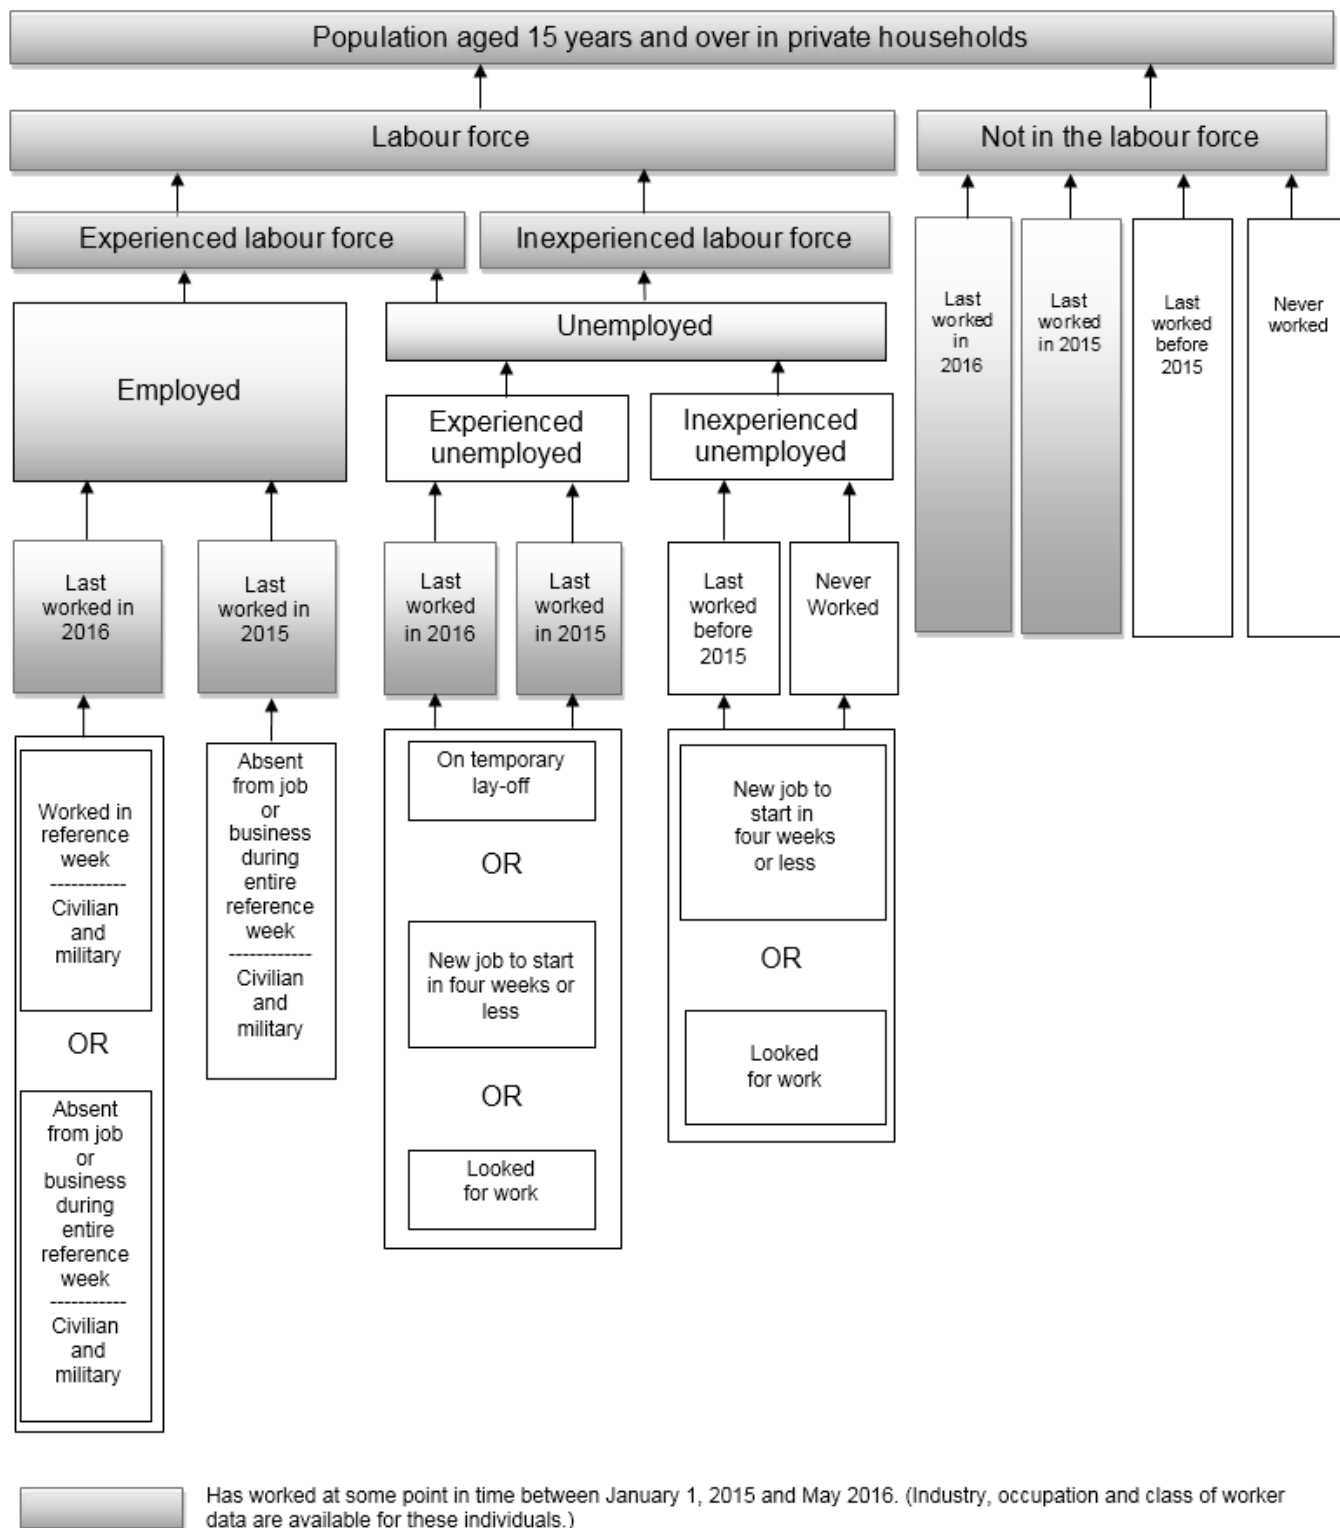 Population aged 15 years and over in private households
Labour force
Not in the labour force
Experienced labour force
Inexperienced labour force
Last
worked
in
2016
Last
worked
in 2015
Last
worked
before
2015
Never
worked
Employed
Unemployed
Experienced
unemployed
Inexperienced
unemployed
Last
worked in
2016
Last
worked in
2015
Last
worked
in 2016
Last
worked
in 2015
Last
worked
before
2015
Never
Worked
Worked in
reference
week
-----------
Civilian
and
military
OR
Absent
from job
or
business
during
entire
reference
week
-----------
Civilian
and
military
Absent
from job
or
business
during
entire
reference
week
------------
Civilian
and
military
On temporary
lay-off
OR
New job to start
in four weeks or
less
OR
Looked
for work
New job to
start in
four weeks
or less
OR
Looked
for work
Has worked at some point in time between January 1, 2015 and May 2016. (Industry, occupation and class of worker
data are available for these individuals.)